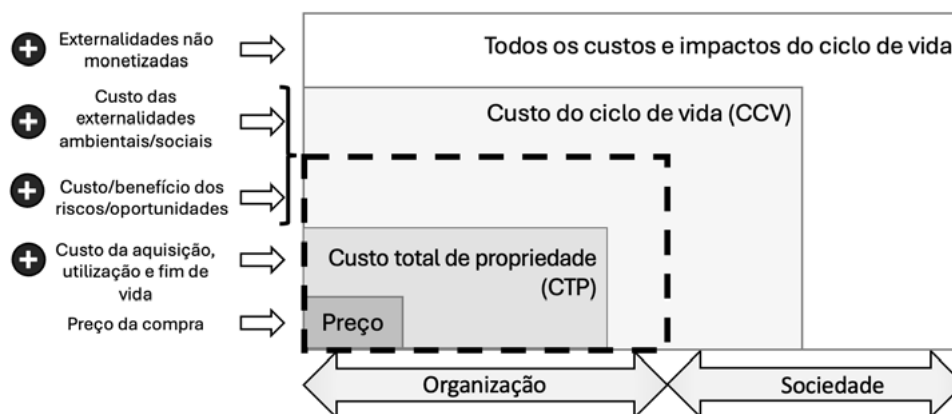 Externalidades não
monetizadas
Todos os custos e impactos do ciclo de vida
Custo das
externalidades
ambientais/sociais
Custo do ciclo de vida (CCV)
Custo/benefício dos
riscos/oportunidades
Custo da aquisição,
utilização e fim de
vida
Custo total de propriedade
(CTP)
Preço da compra
Preço
Organização
Sociedade